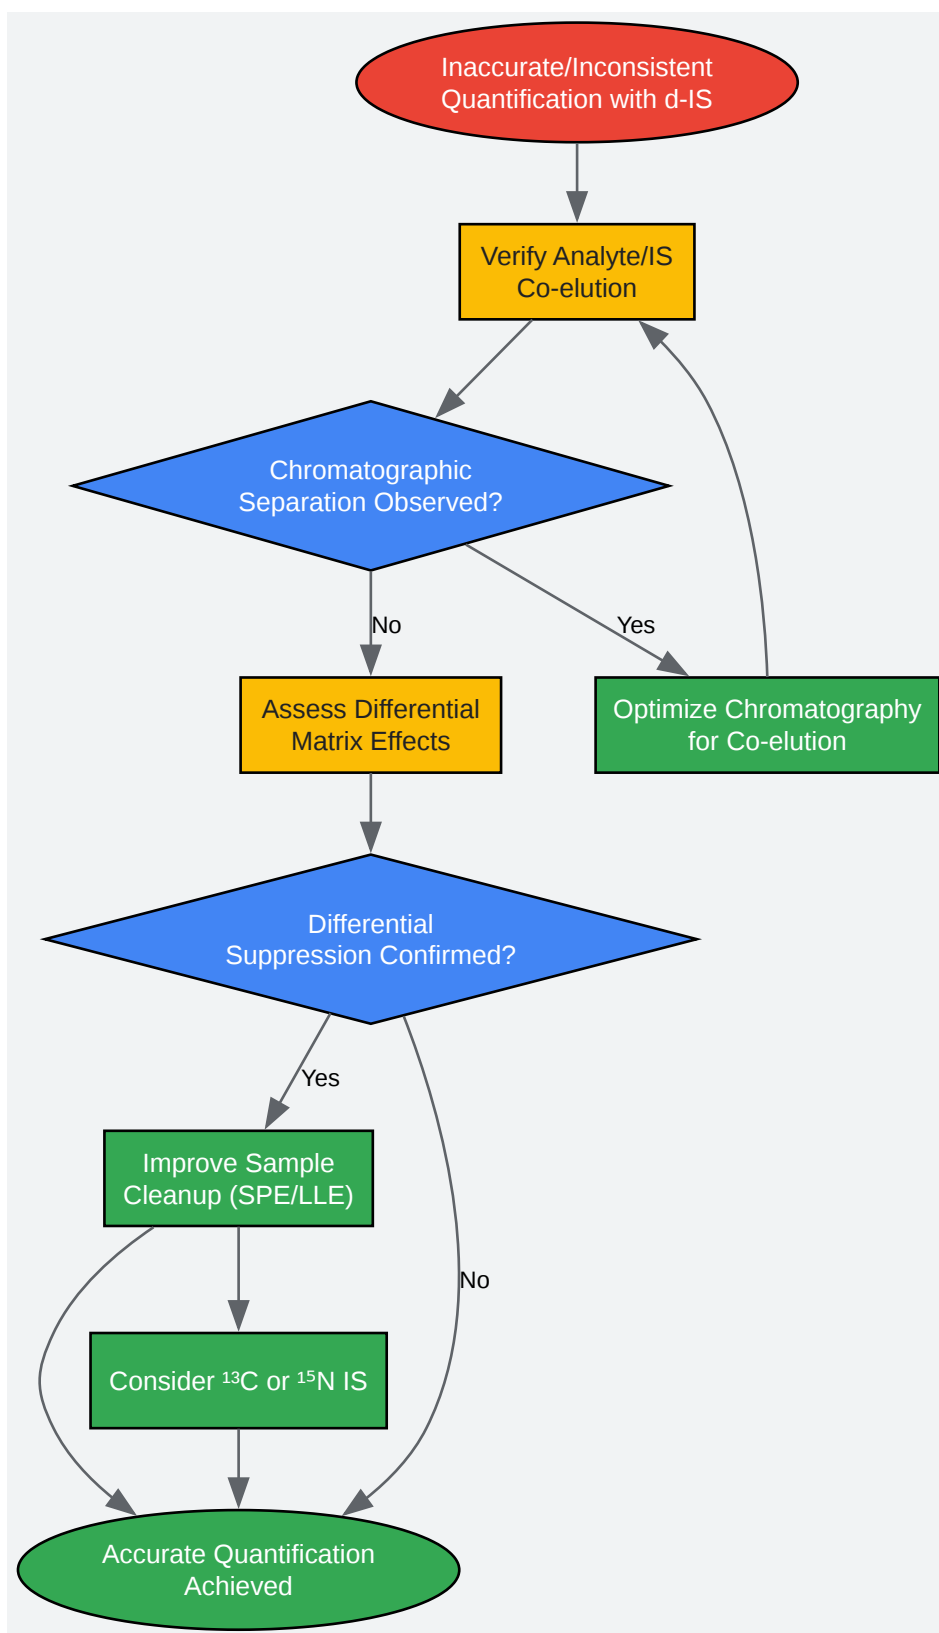 Inaccurate/Inconsistent
Quantification with d-IS
Verify Analyte/IS
Co-elution
Chromatographic
Separation Observed?
No
Yes
Assess Differential
Matrix Effects
Optimize Chromatography
for Co-elution
Differential
Suppression Confirmed?
Yes
Improve Sample
Cleanup (SPE/LLE)
No
Consider ¹³C or ¹⁵N IS
Accurate Quantification
Achieved